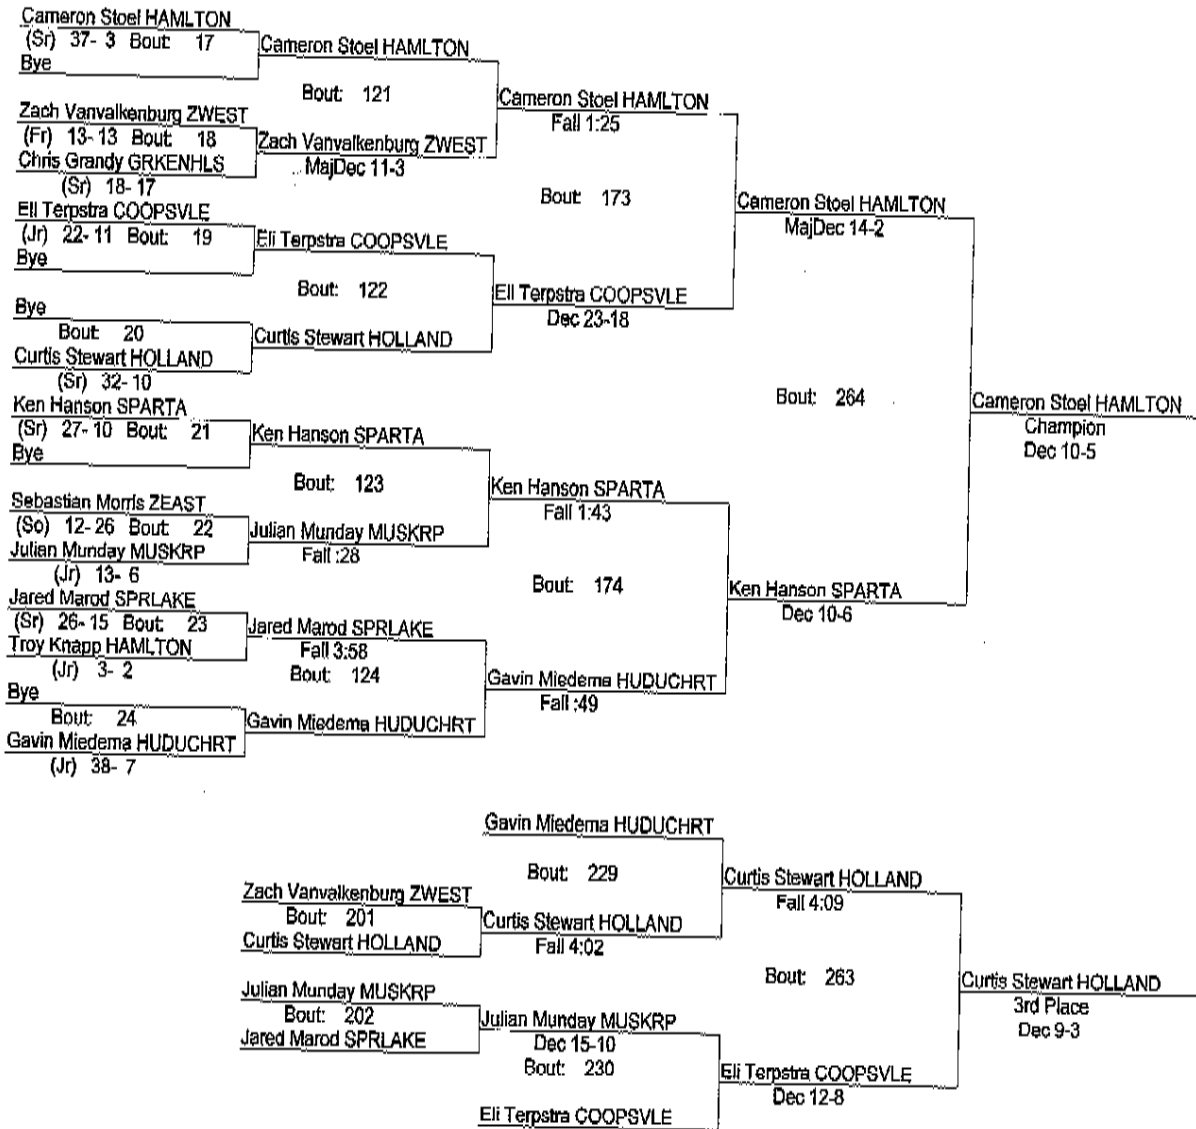 Cameron Stoel HAMLTON
(Sr) 37- 3 Bout: 17
Bye
Cameron Stoel HAMLTON
Bout: 121
Zach Vanvalkenburg ZWEST
(Fr) 13- 13 Bout: 18
Chris Grandy GRKENHLS
(Sr) 18- 17
Zach Vanvalkenburg ZWEST
MajDec 11-3
Cameron Stoel HAMLTON
Fall 1:25
Bout: 173
Eli Terpstra COOPSVLE
(Jr) 22- 11 Bout: 19
Bye
Eli Terpstra COOPSVLE
Bout: 122
Bye
Bout: 20
Curtis Stewart HOLLAND
(Sr) 32- 10
Curtis Stewart HOLLAND
Eli Terpstra COOPSVLE
Dec 23-18
Cameron Stoel HAMLTON
MajDec 14-2
Bout: 264
Ken Hanson SPARTA
(Sr) 27- 10 Bout: 21
Bye
Ken Hanson SPARTA
Bout: 123
Sebastian Morris ZEAST
(So) 12- 26 Bout: 22
Julian Munday MUSKRP
(Jr) 13- 6
Julian Munday MUSKRP
Fall :28
Ken Hanson SPARTA
Fall 1:43
Bout: 174
Jared Marod SPRLAKE
(Sr) 26- 15 Bout: 23
Troy Knapp HAMLTON
(Jr) 3- 2
Jared Marod SPRLAKE
Fall 3:58
Bout: 124
Bye
Bout: 24
Gavin Miedema HUDUCHRT
(Jr) 38- 7
Gavin Miedema HUDUCHRT
Gavin Miedema HUDUCHRT
Fall :49
Ken Hanson SPARTA
Dec 10-6
Cameron Stoel HAMLTON
Champion
Dec 10-5
Gavin Miedema HUDUCHRT
Bout: 229
Zach Vanvalkenburg ZWEST
Bout: 201
Curtis Stewart HOLLAND
Curtis Stewart HOLLAND
Fall 4:02
Curtis Stewart HOLLAND
Fall 4:09
Bout: 263
Julian Munday MUSKRP
Bout: 202
Jared Marod SPRLAKE
Julian Munday MUSKRP
Dec 15-10
Bout: 230
Eli Terpstra COOPSVLE
Eli Terpstra COOPSVLE
Dec 12-8
Curtis Stewart HOLLAND
3rd Place
Dec 9-3